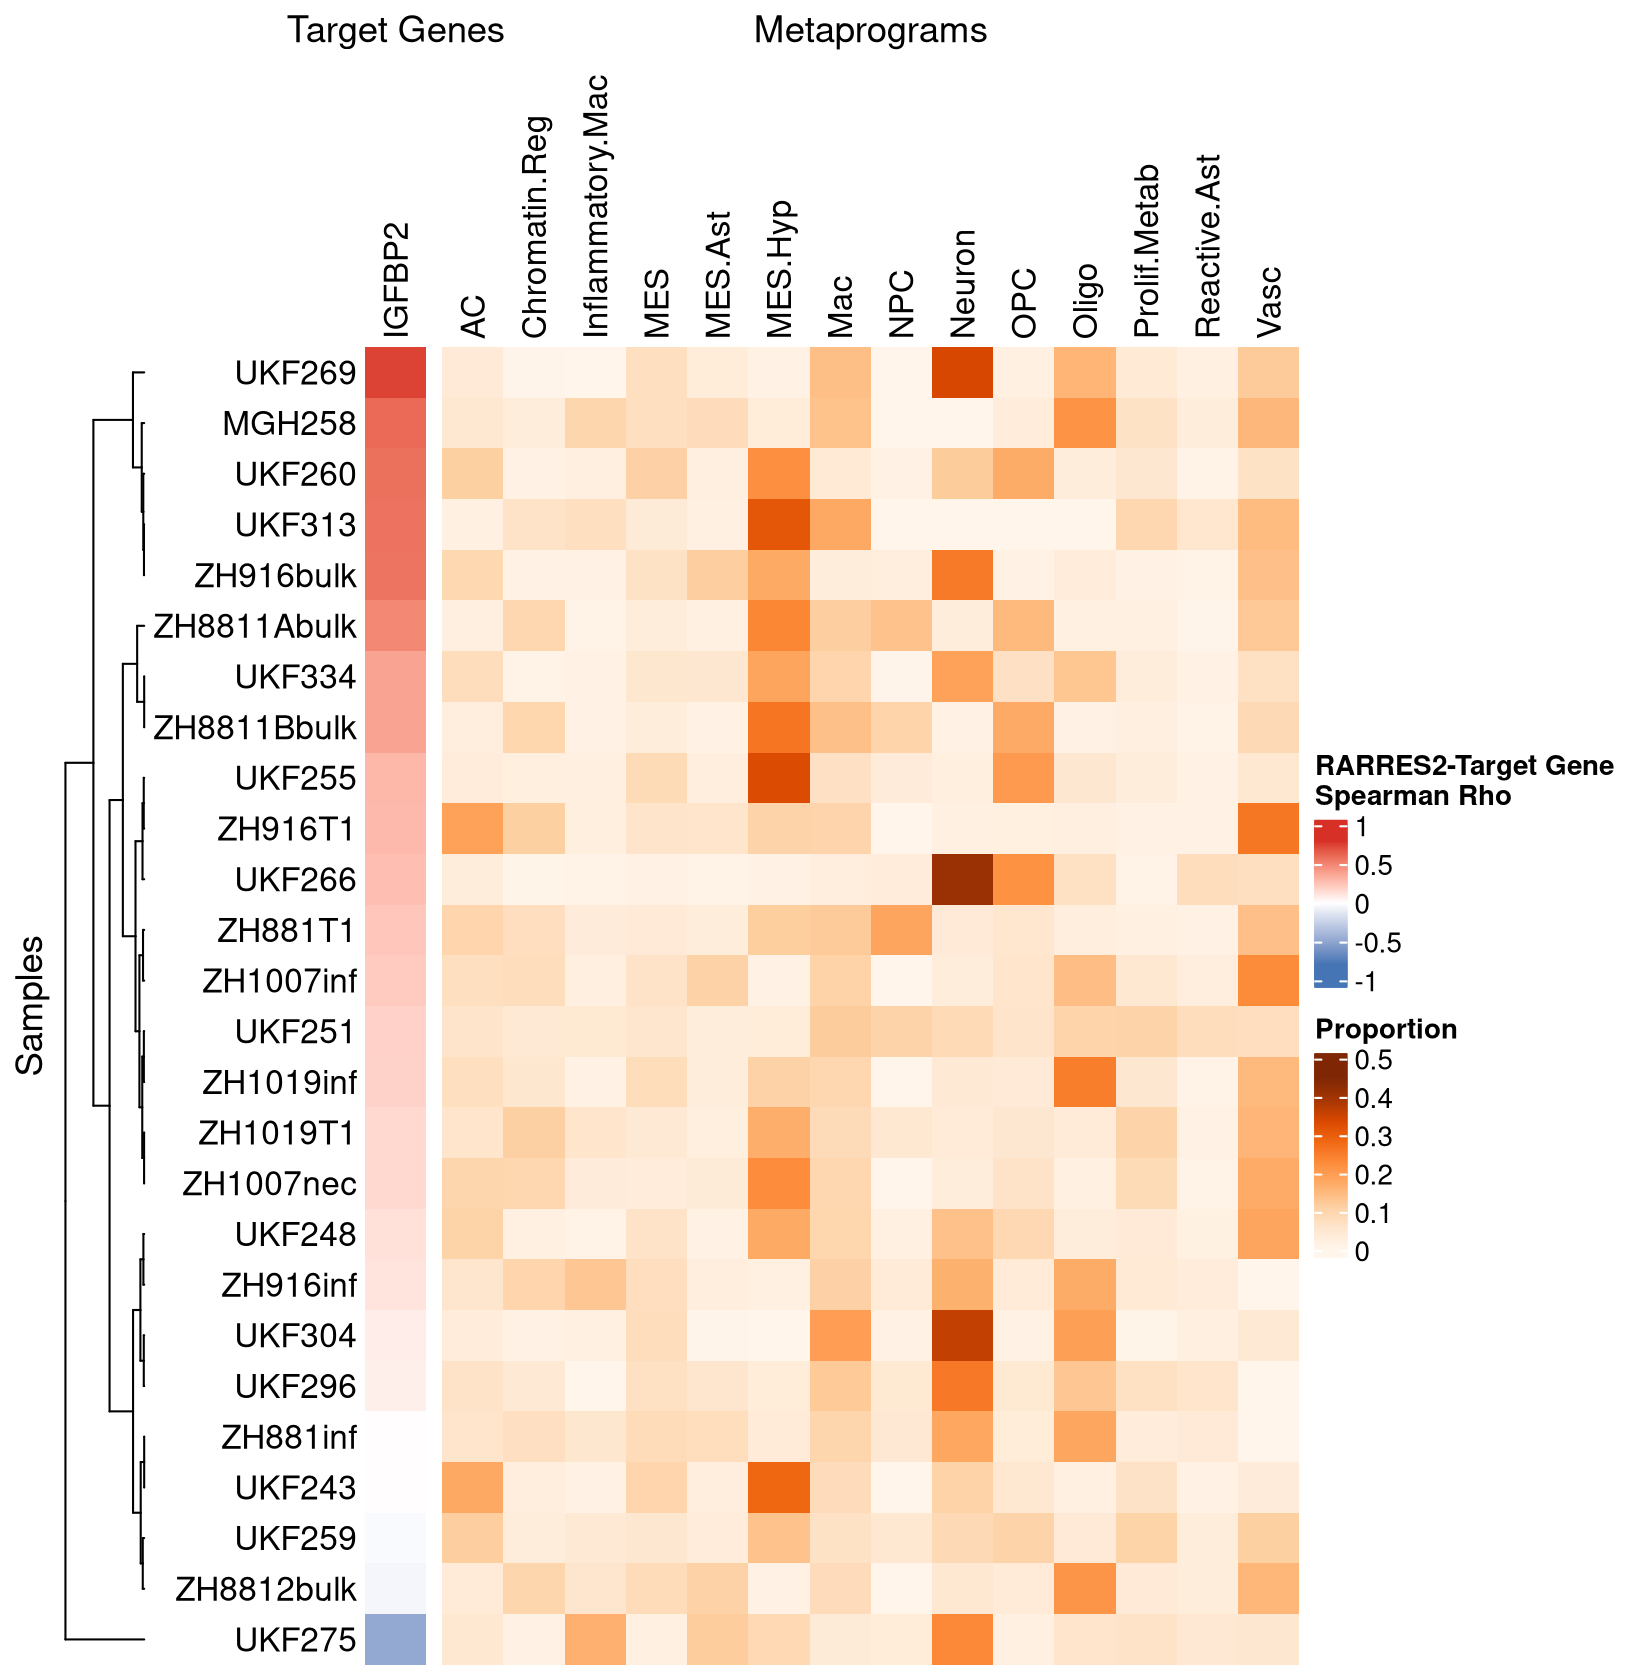 Target Genes
Metaprograms
IGFBP2
AC
Chromatin.Reg
Inflammatory.Mac
MES
MES.Ast
MES.Hyp
Mac
NPC
Neuron
OPC
Oligo
Prolif.Metab
Reactive.Ast
Vasc
Samples
UKF269
MGH258
UKF260
UKF313
ZH916bulk
ZH8811Abulk
UKF334
ZH8811Bbulk
UKF255
ZH916T1
UKF266
ZH881T1
ZH1007inf
UKF251
ZH1019inf
ZH1019T1
ZH1007nec
UKF248
ZH916inf
UKF304
UKF296
ZH881inf
UKF243
UKF259
ZH8812bulk
UKF275
RARRES2-Target Gene
Spearman Rho
1
0.5
0
-0.5
-1
Proportion
0.5
0.4
0.3
0.2
0.1
0